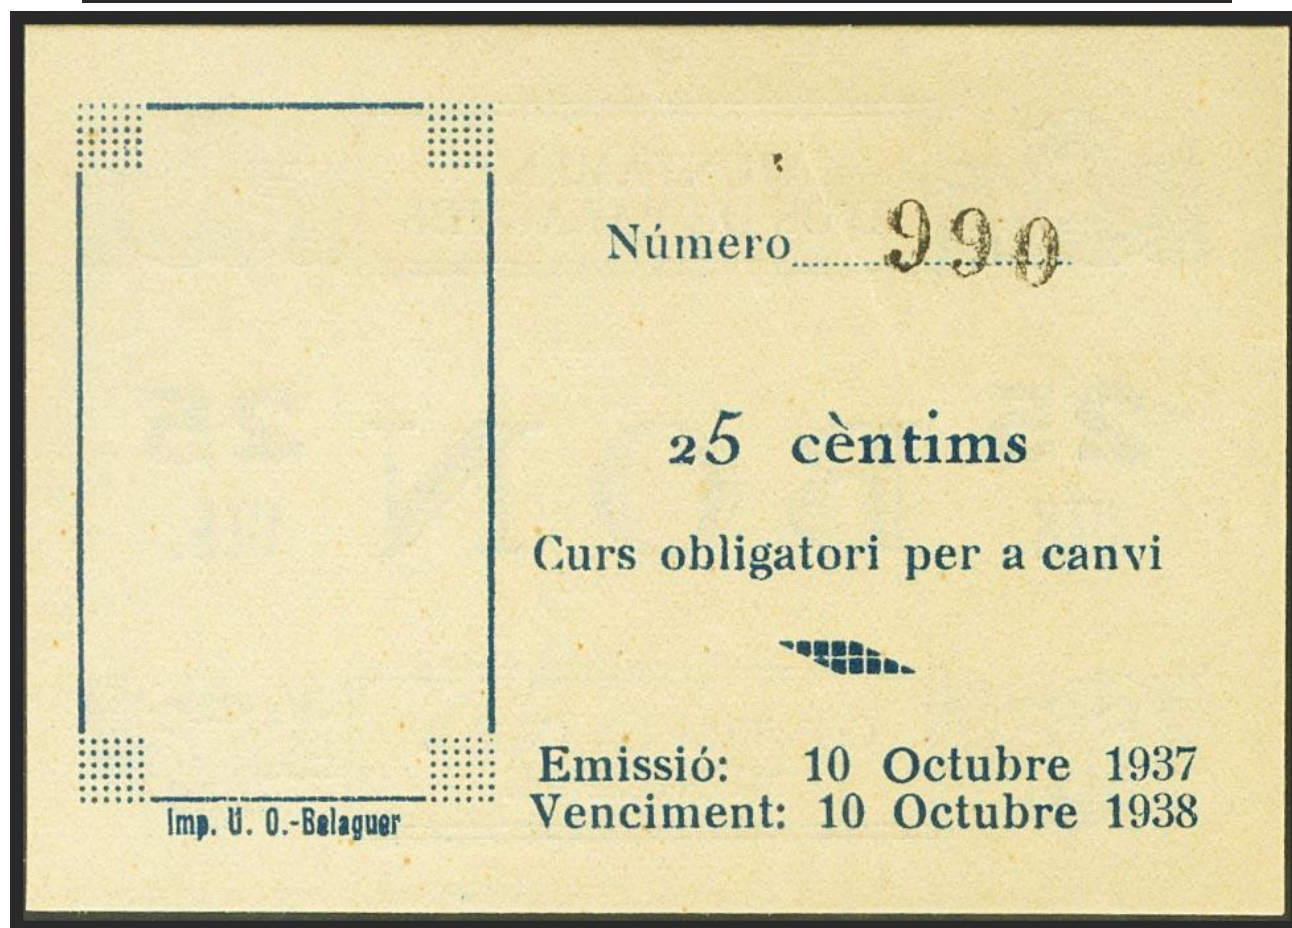 Número 990
25 cèntims
Curs obligatori per a canvi
Emissió: 10 Octubre 1937
Venciment: 10 Octubre 1938
Imp. U. O.-Balaguer